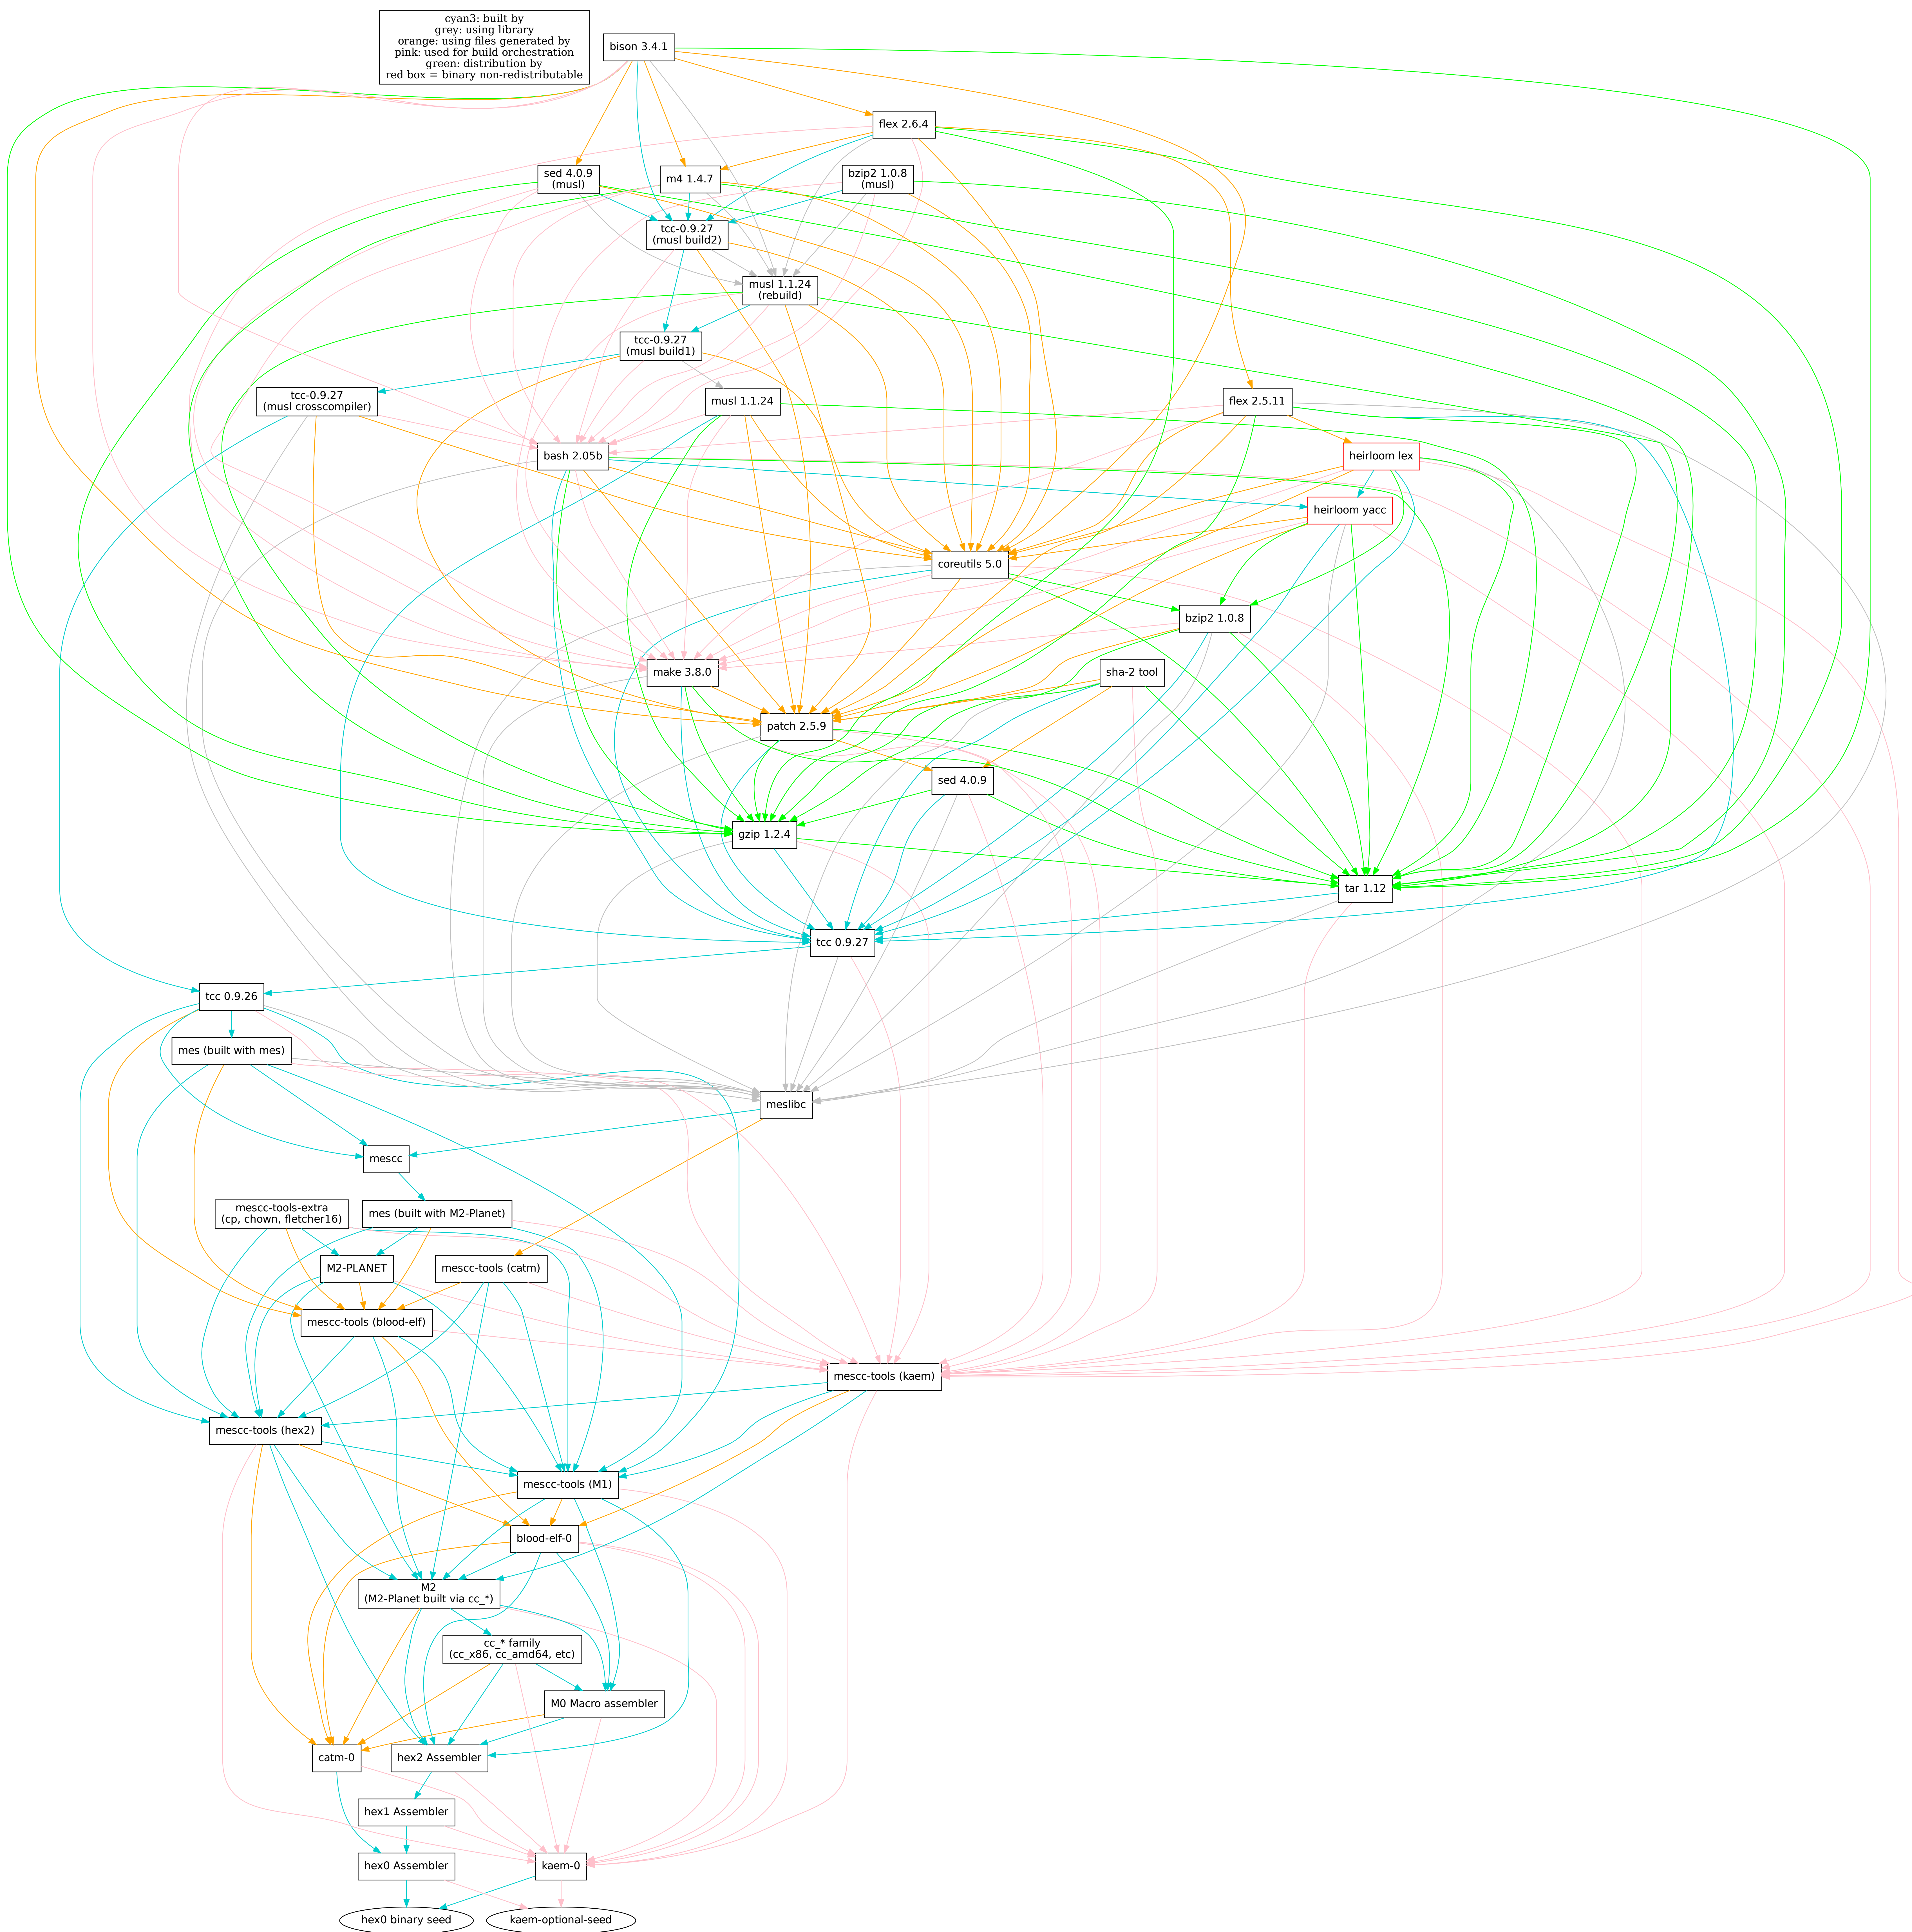 cyan3: built by
grey: using library
orange: using files generated by
pink: used for build orchestration
green: distribution by
red box = binary non-redistributable
bison 3.4.1
flex 2.6.4
sed 4.0.9
(musl)
m4 1.4.7
bzip2 1.0.8
(musl)
tcc-0.9.27
(musl build2)
musl 1.1.24
(rebuild)
tcc-0.9.27
(musl build1)
tcc-0.9.27
(musl crosscompiler)
musl 1.1.24
flex 2.5.11
bash 2.05b
heirloom lex
heirloom yacc
coreutils 5.0
bzip2 1.0.8
make 3.8.0
sha-2 tool
patch 2.5.9
sed 4.0.9
gzip 1.2.4
tar 1.12
tcc 0.9.27
tcc 0.9.26
mes (built with mes)
meslibc
mescc
mescc-tools-extra
(cp, chown, fletcher16)
mes (built with M2-Planet)
M2-PLANET
mescc-tools (catm)
mescc-tools (blood-elf)
mescc-tools (kaem)
mescc-tools (hex2)
mescc-tools (M1)
blood-elf-0
M2
(M2-Planet built via cc_*)
cc_* family
(cc_x86, cc_amd64, etc)
M0 Macro assembler
catm-0
hex2 Assembler
hex1 Assembler
hex0 Assembler
kaem-0
hex0 binary seed
kaem-optional-seed